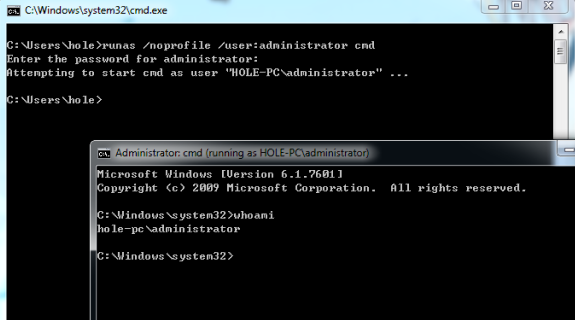 C:\Windows\system32\cmd.exe
C:\Users\hole>runas /noprofile /user:administrator cmd
Enter the password for administrator:
Attempting to start cmd as user "HOLE-PC\administrator" ...
C:\Users\hole>
Administrator: cmd (running as HOLE-PC\administrator)
Microsoft Windows [Version 6.1.7601]
Copyright (c) 2009 Microsoft Corporation.  All rights reserved.
C:\Windows\system32>whoami
hole-pc\administrator
C:\Windows\system32>